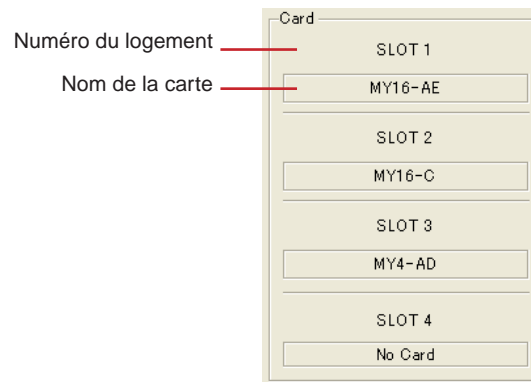 Card
Numéro du logement
SLOT 1
Nom de la carte
MY16-AE
SLOT 2
MY16-C
SLOT 3
MY4-AD
SLOT 4
No Card